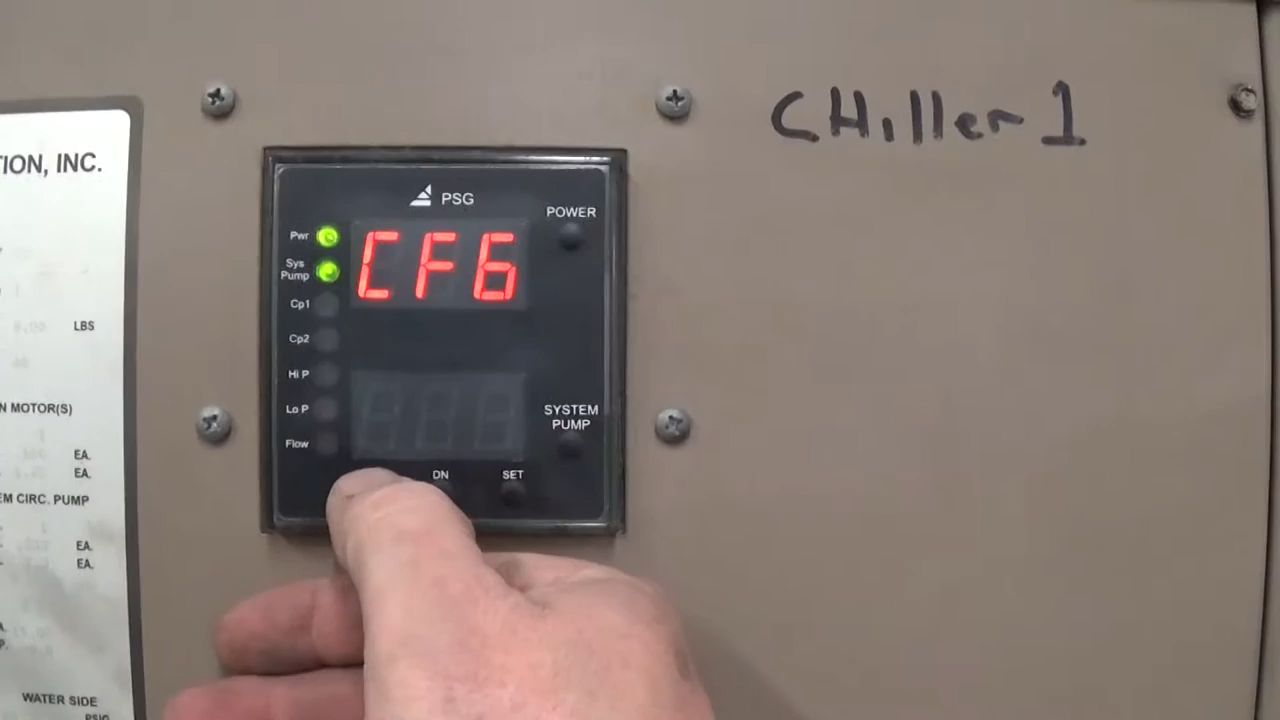 TION, INC.
LBS
N MOTOR(S)
EA.
EA.
EM CIRC. PUMP
EA.
EA.
WATER SIDE
PSIG
PSG
POWER
Pwr
CF6
Sys
Pump
Cp1
Cp2
Hi P
Lo P
Flow
SYSTEM
PUMP
DN
SET
CHiller 1